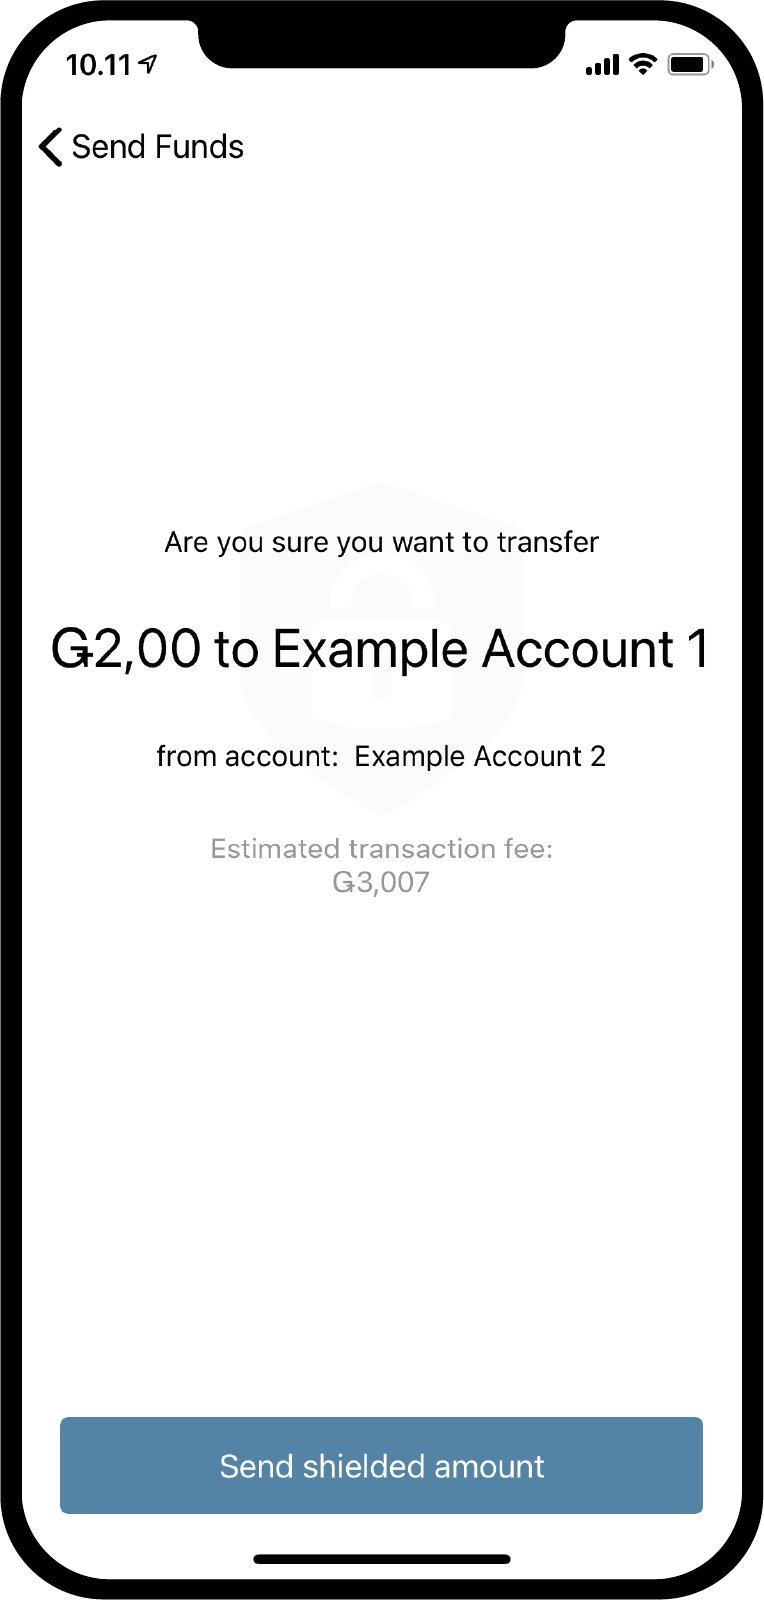 10.11
Send Funds
Are you sure you want to transfer
Ǥ2,00 to Example Account 1
from account: Example Account 2
Estimated transaction fee:
Ǥ3,007
Send shielded amount